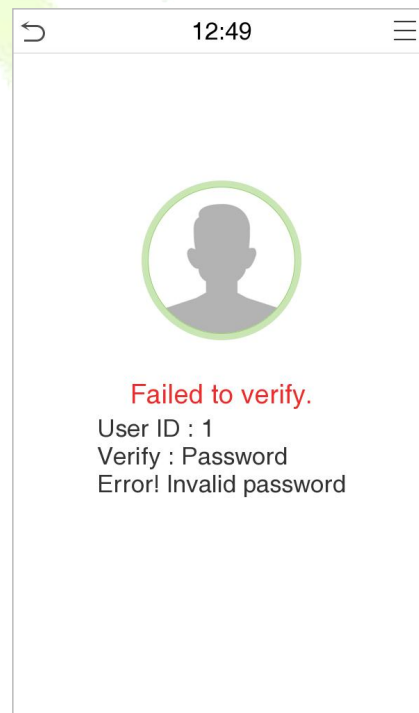 12:49
Failed to verify.
User ID : 1
Verify : Password
Error! Invalid password